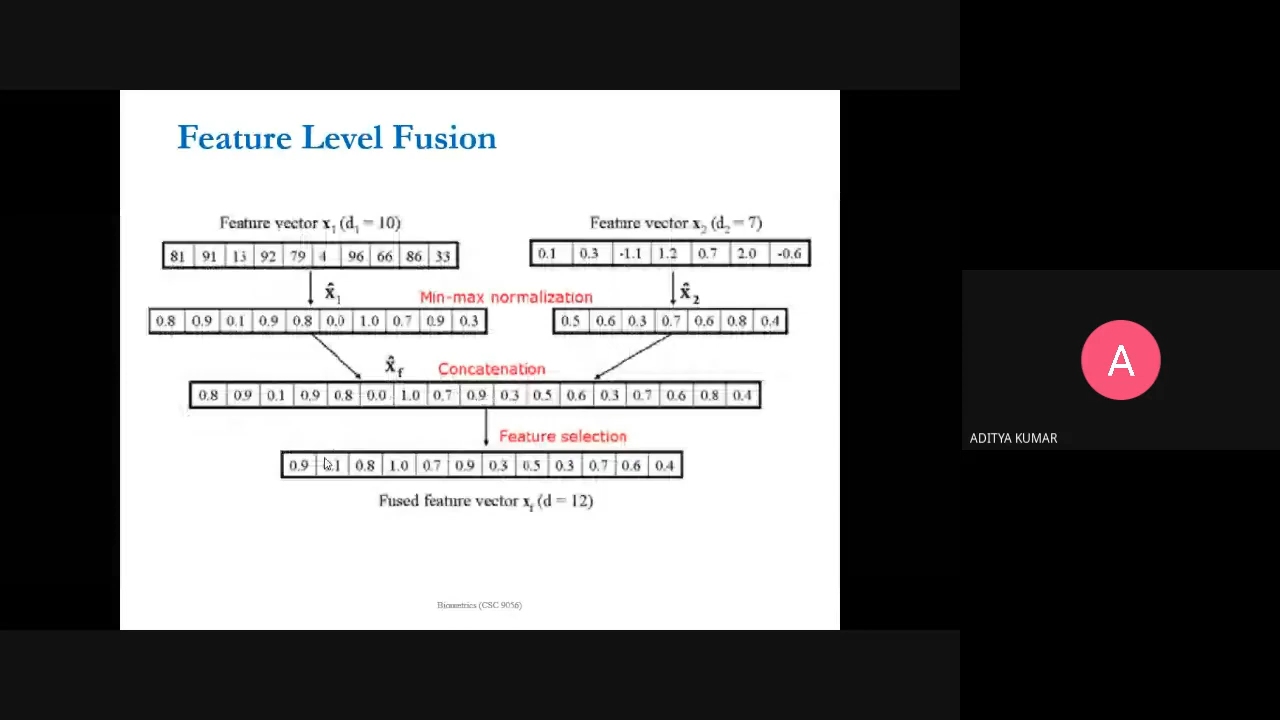 Feature Level Fusion
Feature vector x1 (d1 = 10)
Feature vector x2 (d2 = 7)
81 91 13 92 79 4 96 66 86 33
0.1 0.3 -1.1 1.2 0.7 2.0 -0.6
x̂1
Min-max normalization
x̂2
0.8 0.9 0.1 0.9 0.8 0.0 1.0 0.7 0.9 0.3
0.5 0.6 0.3 0.7 0.6 0.8 0.4
x̂f
Concatenation
0.8 0.9 0.1 0.9 0.8 0.0 1.0 0.7 0.9 0.3 0.5 0.6 0.3 0.7 0.6 0.8 0.4
Feature selection
0.9 0.8 1.0 0.7 0.9 0.3 0.5 0.3 0.7 0.6 0.4
Fused feature vector xf (d = 12)
Biometrics (CSC 9056)
A
ADITYA KUMAR